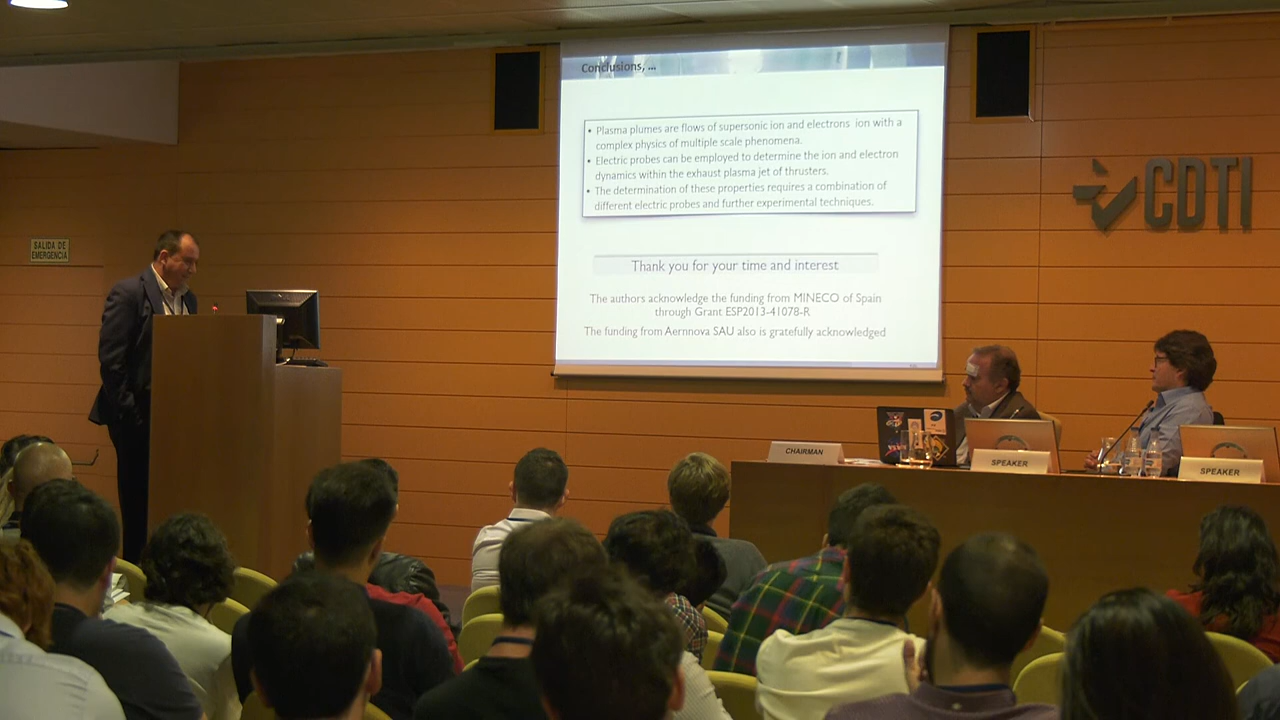 Conclusions, ...
• Plasma plumes are flows of supersonic ion and electrons ion with a
complex physics of multiple scale phenomena.
• Electric probes can be employed to determine the ion and electron
dynamics within the exhaust plasma jet of thrusters.
• The determination of these properties requires a combination of
different electric probes and further experimental techniques.
Thank you for your time and interest
The authors acknowledge the funding from MINECO of Spain
through Grant ESP2013-41078-R
The funding from Aernnova SAU also is gratefully acknowledged
CDTI
SALIDA DE
EMERGENCIA
CHAIRMAN
SPEAKER
SPEAKER